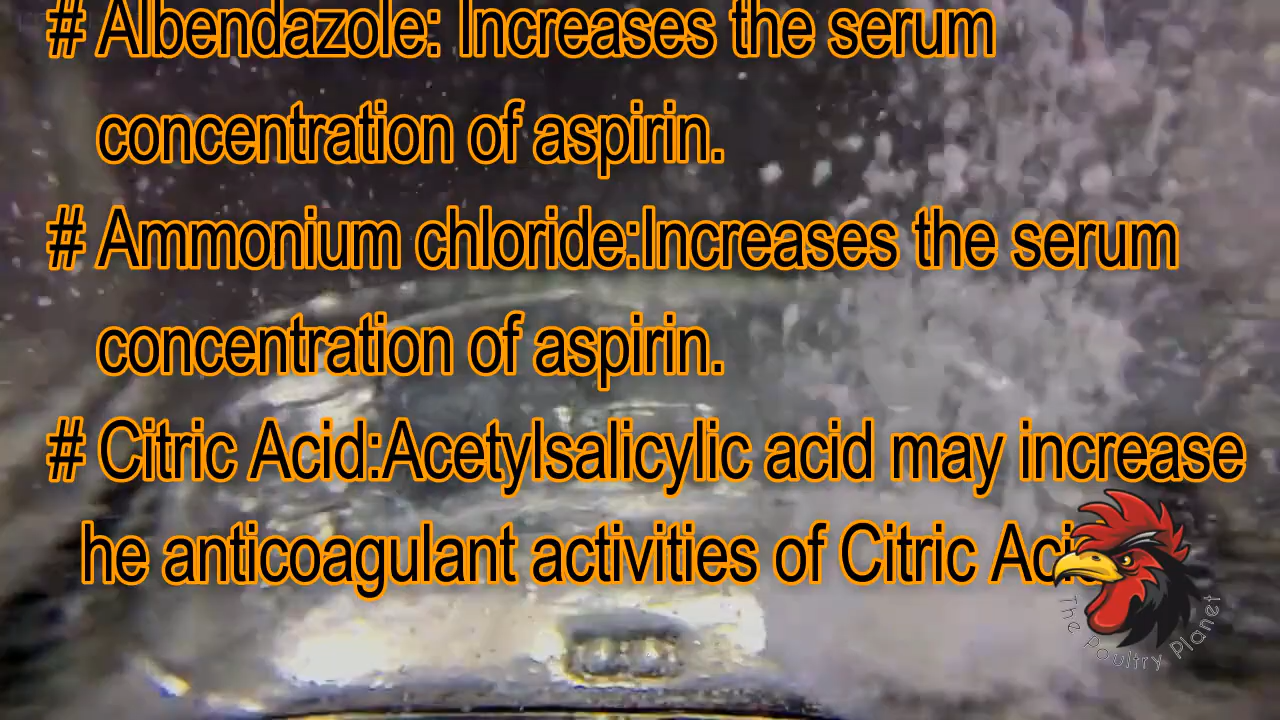 # Albendazole: Increases the serum
concentration of aspirin.
# Ammonium chloride:Increases the serum
concentration of aspirin.
# Citric Acid:Acetylsalicylic acid may increase
he anticoagulant activities of Citric
The Poultry Planet